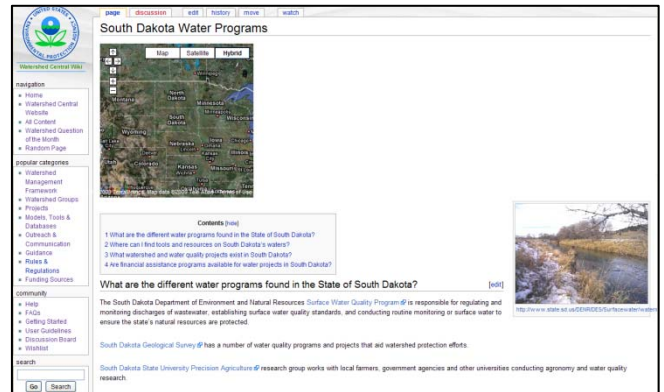 page discussion edit history move watch
Watershed Central Wiki
South Dakota Water Programs
navigation
Home
Watershed Central
Website
All Content
Watershed Question
of the Month
Random Page
popular categories
Watershed
Management
Framework
Watershed Groups
Projects
Models, Tools &
Databases
Outreach &
Communication
Guidance
Rules &
Regulations
Funding Sources
community
Help
FAQs
Getting Started
User Guidelines
Discussion Board
Wishlist
search
Go Search
Map Satellite Hybrid
Montana
North
Dakota
Minnesota
South
Dakota
Wisconsin
Wyoming
Nebraska
Iowa
Chicago
Illinois
Utah
Colorado
Kansas
Missouri
Oklahoma
Terms of Use
Contents [hide]
1 What are the different water programs found in the State of South Dakota?
2 Where can I find tools and resources on South Dakota's waters?
3 What watershed and water quality projects exist in South Dakota?
4 Are financial assistance programs available for water projects in South Dakota?
What are the different water programs found in the State of South Dakota? [edit]
The South Dakota Department of Environment and Natural Resources Surface Water Quality Program is responsible for regulating and
monitoring discharges of wastewater, establishing surface water quality standards, and conducting routine monitoring or surface water to
ensure the state's natural resources are protected.
South Dakota Geological Survey has a number of water quality programs and projects that aid watershed protection efforts.
South Dakota State University Precision Agriculture research group works with local farmers, government agencies and other universities conducting agronomy and water quality
research.